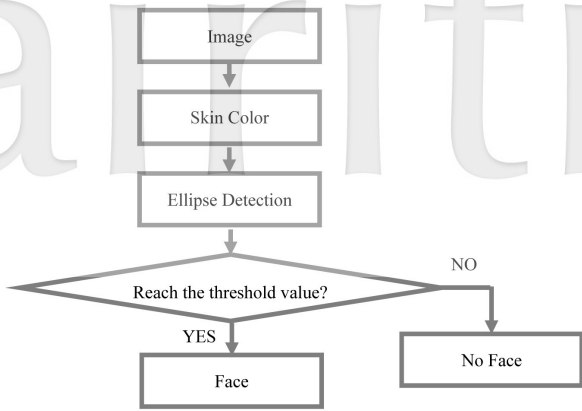 Image
Skin Color
Ellipse Detection
NO
Reach the threshold value?
YES
No Face
Face